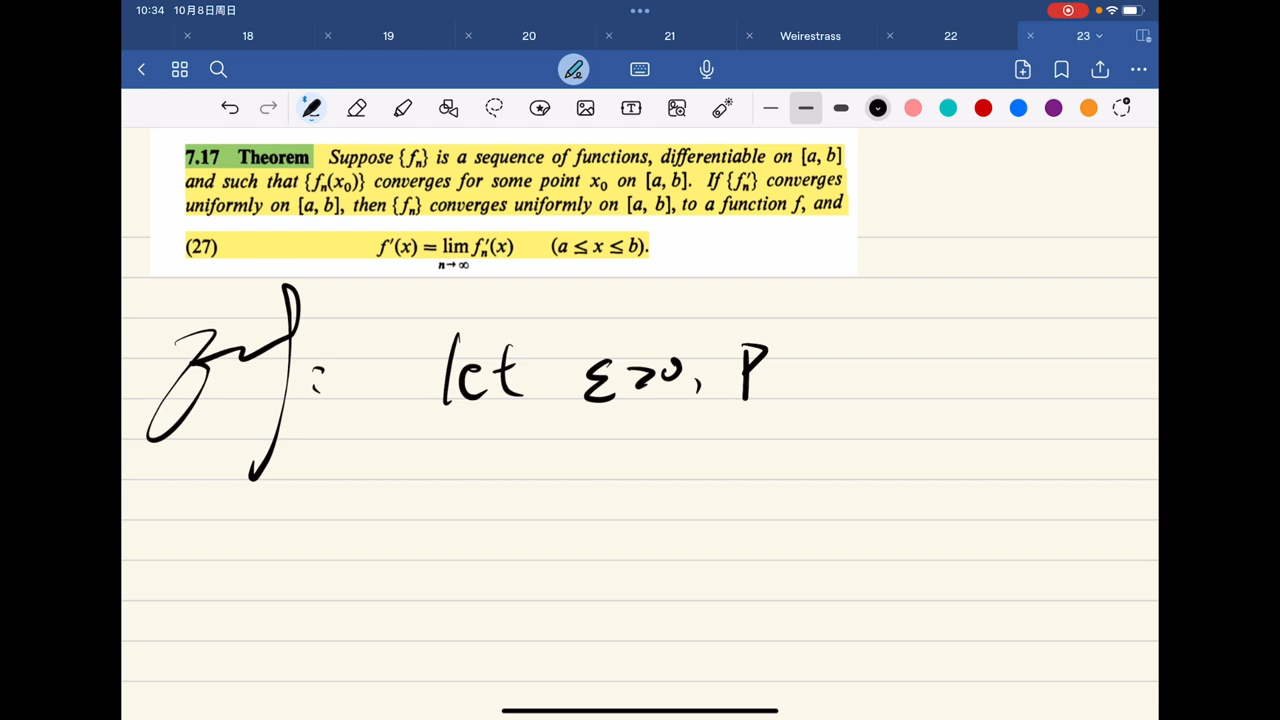 10:34 10月8日周日
× 18 × 19 × 20 × 21 × Weirestrass × 22 × 23
7.17 Theorem Suppose {fₙ} is a sequence of functions, differentiable on [a, b]
and such that {fₙ(x₀)} converges for some point x₀ on [a, b]. If {fₙ′} converges
uniformly on [a, b], then {fₙ} converges uniformly on [a, b], to a function f, and
(27) f′(x) = lim fₙ′(x) (a ≤ x ≤ b).
n→∞
let ε>0, P